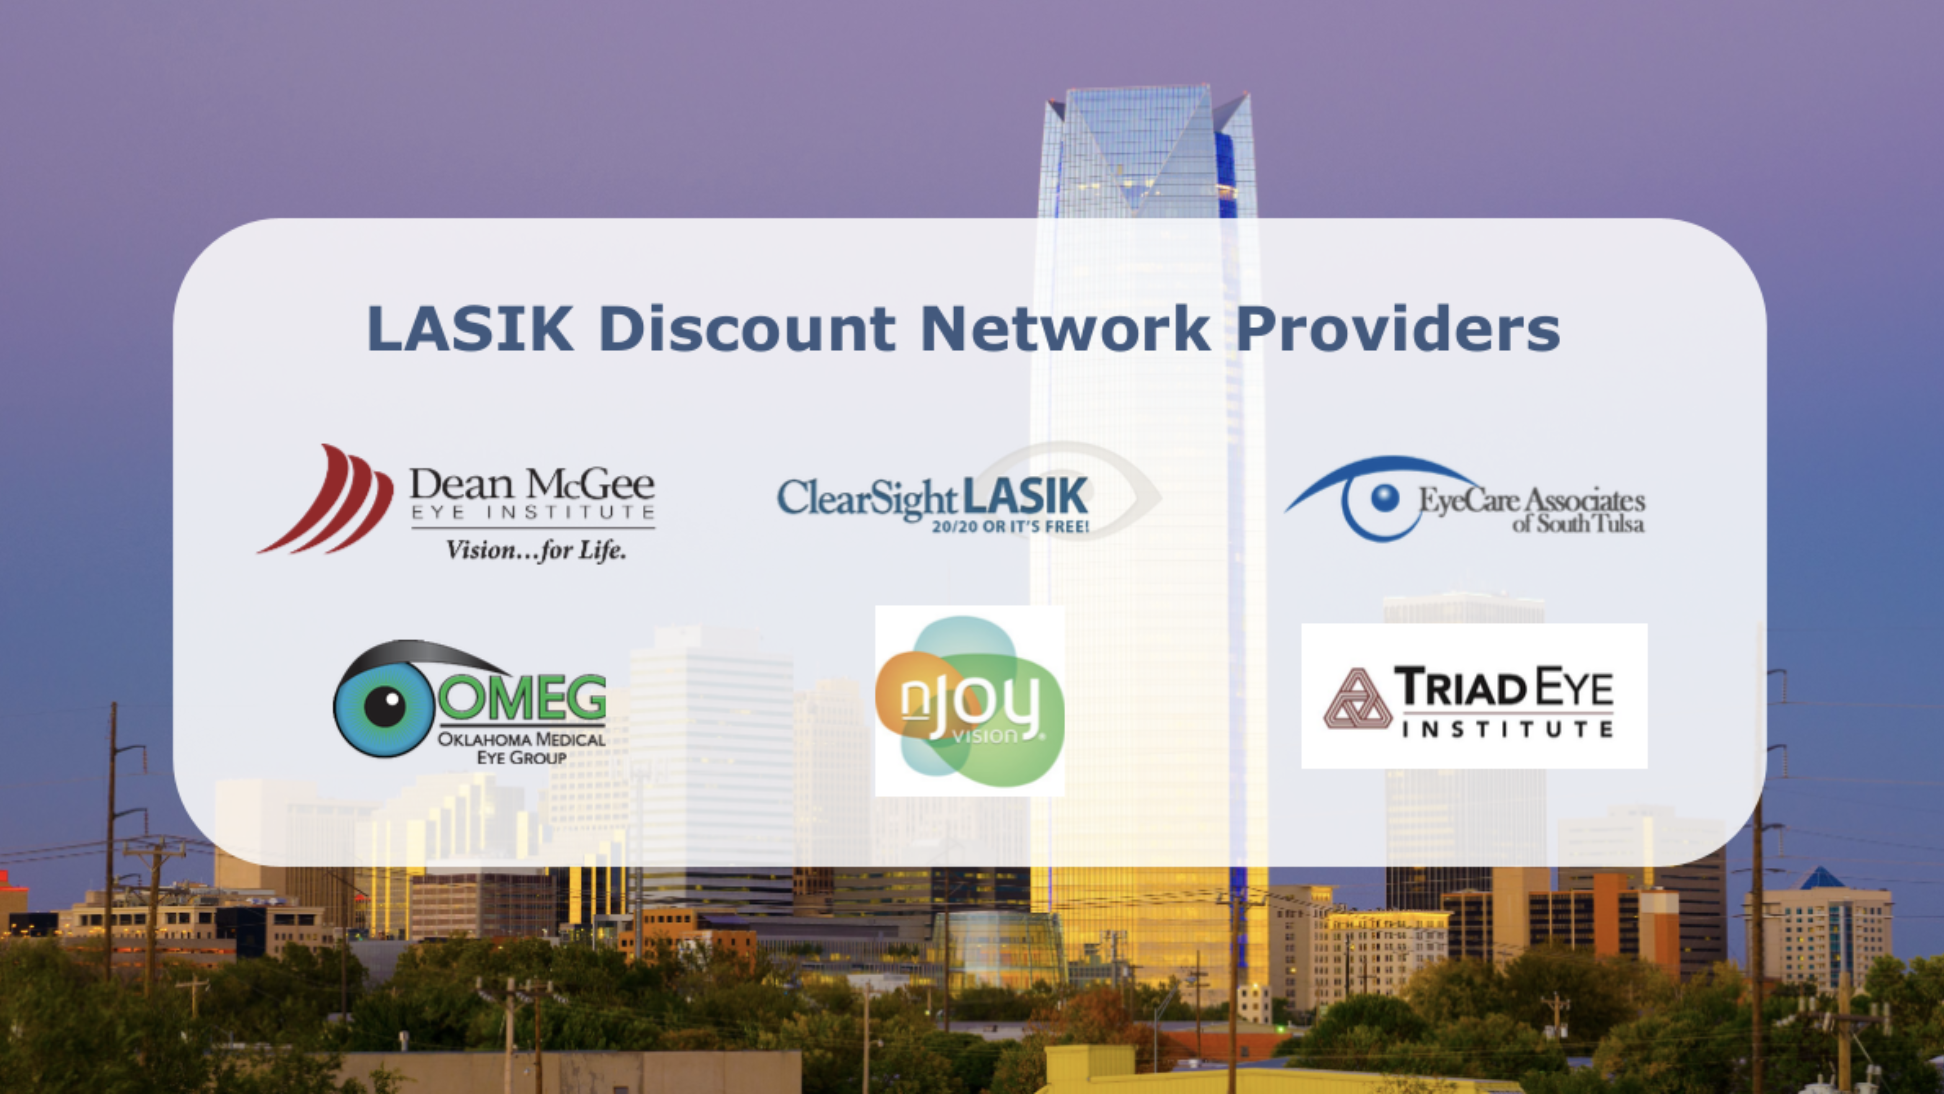 LASIK Discount Network Providers
Dean McGee
EYE INSTITUTE
Vision...for Life.
ClearSight LASIK
20/20 OR IT'S FREE!
EyeCare Associates
of South Tulsa
OMEG
OKLAHOMA MEDICAL
EYE GROUP
nJoy
VISION®
TRIAD EYE
INSTITUTE